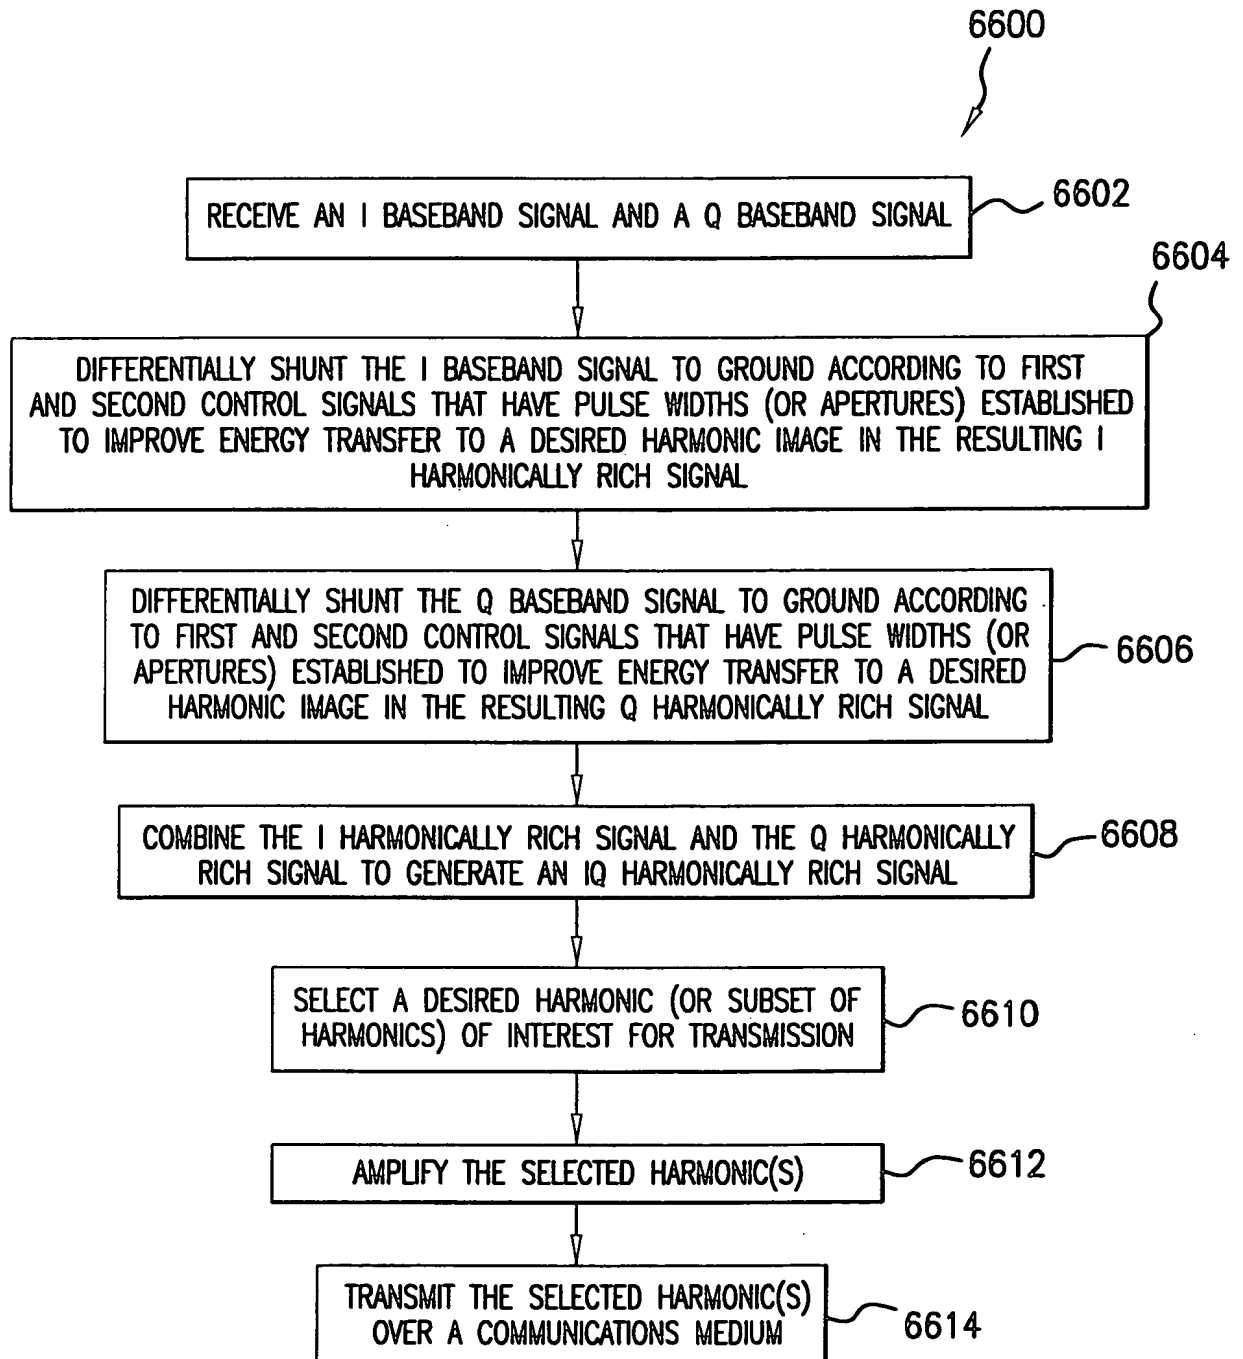 6600
RECEIVE AN I BASEBAND SIGNAL AND A Q BASEBAND SIGNAL
6602
6604
DIFFERENTIALLY SHUNT THE I BASEBAND SIGNAL TO GROUND ACCORDING TO FIRST
AND SECOND CONTROL SIGNALS THAT HAVE PULSE WIDTHS (OR APERTURES) ESTABLISHED
TO IMPROVE ENERGY TRANSFER TO A DESIRED HARMONIC IMAGE IN THE RESULTING I
HARMONICALLY RICH SIGNAL
DIFFERENTIALLY SHUNT THE Q BASEBAND SIGNAL TO GROUND ACCORDING
TO FIRST AND SECOND CONTROL SIGNALS THAT HAVE PULSE WIDTHS (OR
APERTURES) ESTABLISHED TO IMPROVE ENERGY TRANSFER TO A DESIRED
HARMONIC IMAGE IN THE RESULTING Q HARMONICALLY RICH SIGNAL
6606
COMBINE THE I HARMONICALLY RICH SIGNAL AND THE Q HARMONICALLY
RICH SIGNAL TO GENERATE AN IQ HARMONICALLY RICH SIGNAL
6608
SELECT A DESIRED HARMONIC (OR SUBSET OF
HARMONICS) OF INTEREST FOR TRANSMISSION
6610
AMPLIFY THE SELECTED HARMONIC(S)
6612
TRANSMIT THE SELECTED HARMONIC(S)
OVER A COMMUNICATIONS MEDIUM
6614